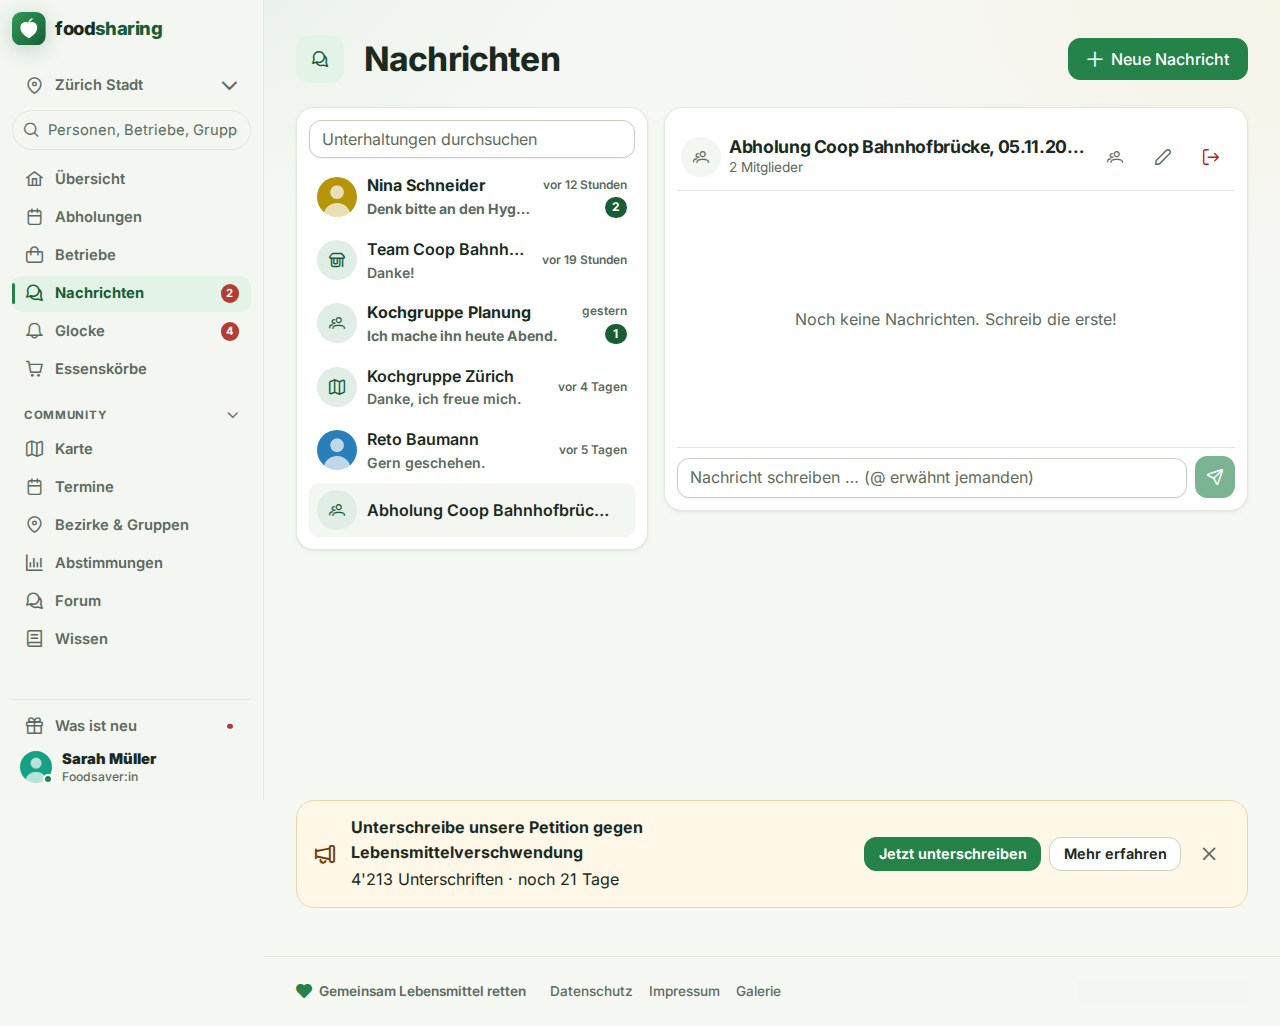 foodsharing
Zürich Stadt
Personen, Betriebe, Grupp
Übersicht
Abholungen
Betriebe
Nachrichten 2
Glocke 4
Essenskörbe
COMMUNITY
Karte
Termine
Bezirke & Gruppen
Abstimmungen
Forum
Wissen
Was ist neu
Sarah Müller
Foodsaver:in
Nachrichten
Neue Nachricht
Unterhaltungen durchsuchen
Nina Schneider vor 12 Stunden
Denk bitte an den Hyg... 2
Team Coop Bahnh... vor 19 Stunden
Danke!
Kochgruppe Planung gestern
Ich mache ihn heute Abend. 1
Kochgruppe Zürich vor 4 Tagen
Danke, ich freue mich.
Reto Baumann vor 5 Tagen
Gern geschehen.
Abholung Coop Bahnhofbrüc...
Abholung Coop Bahnhofbrücke, 05.11.20...
2 Mitglieder
Noch keine Nachrichten. Schreib die erste!
Nachricht schreiben ... (@ erwähnt jemanden)
Unterschreibe unsere Petition gegen
Lebensmittelverschwendung
4'213 Unterschriften · noch 21 Tage
Jetzt unterschreiben
Mehr erfahren
Gemeinsam Lebensmittel retten Datenschutz Impressum Galerie